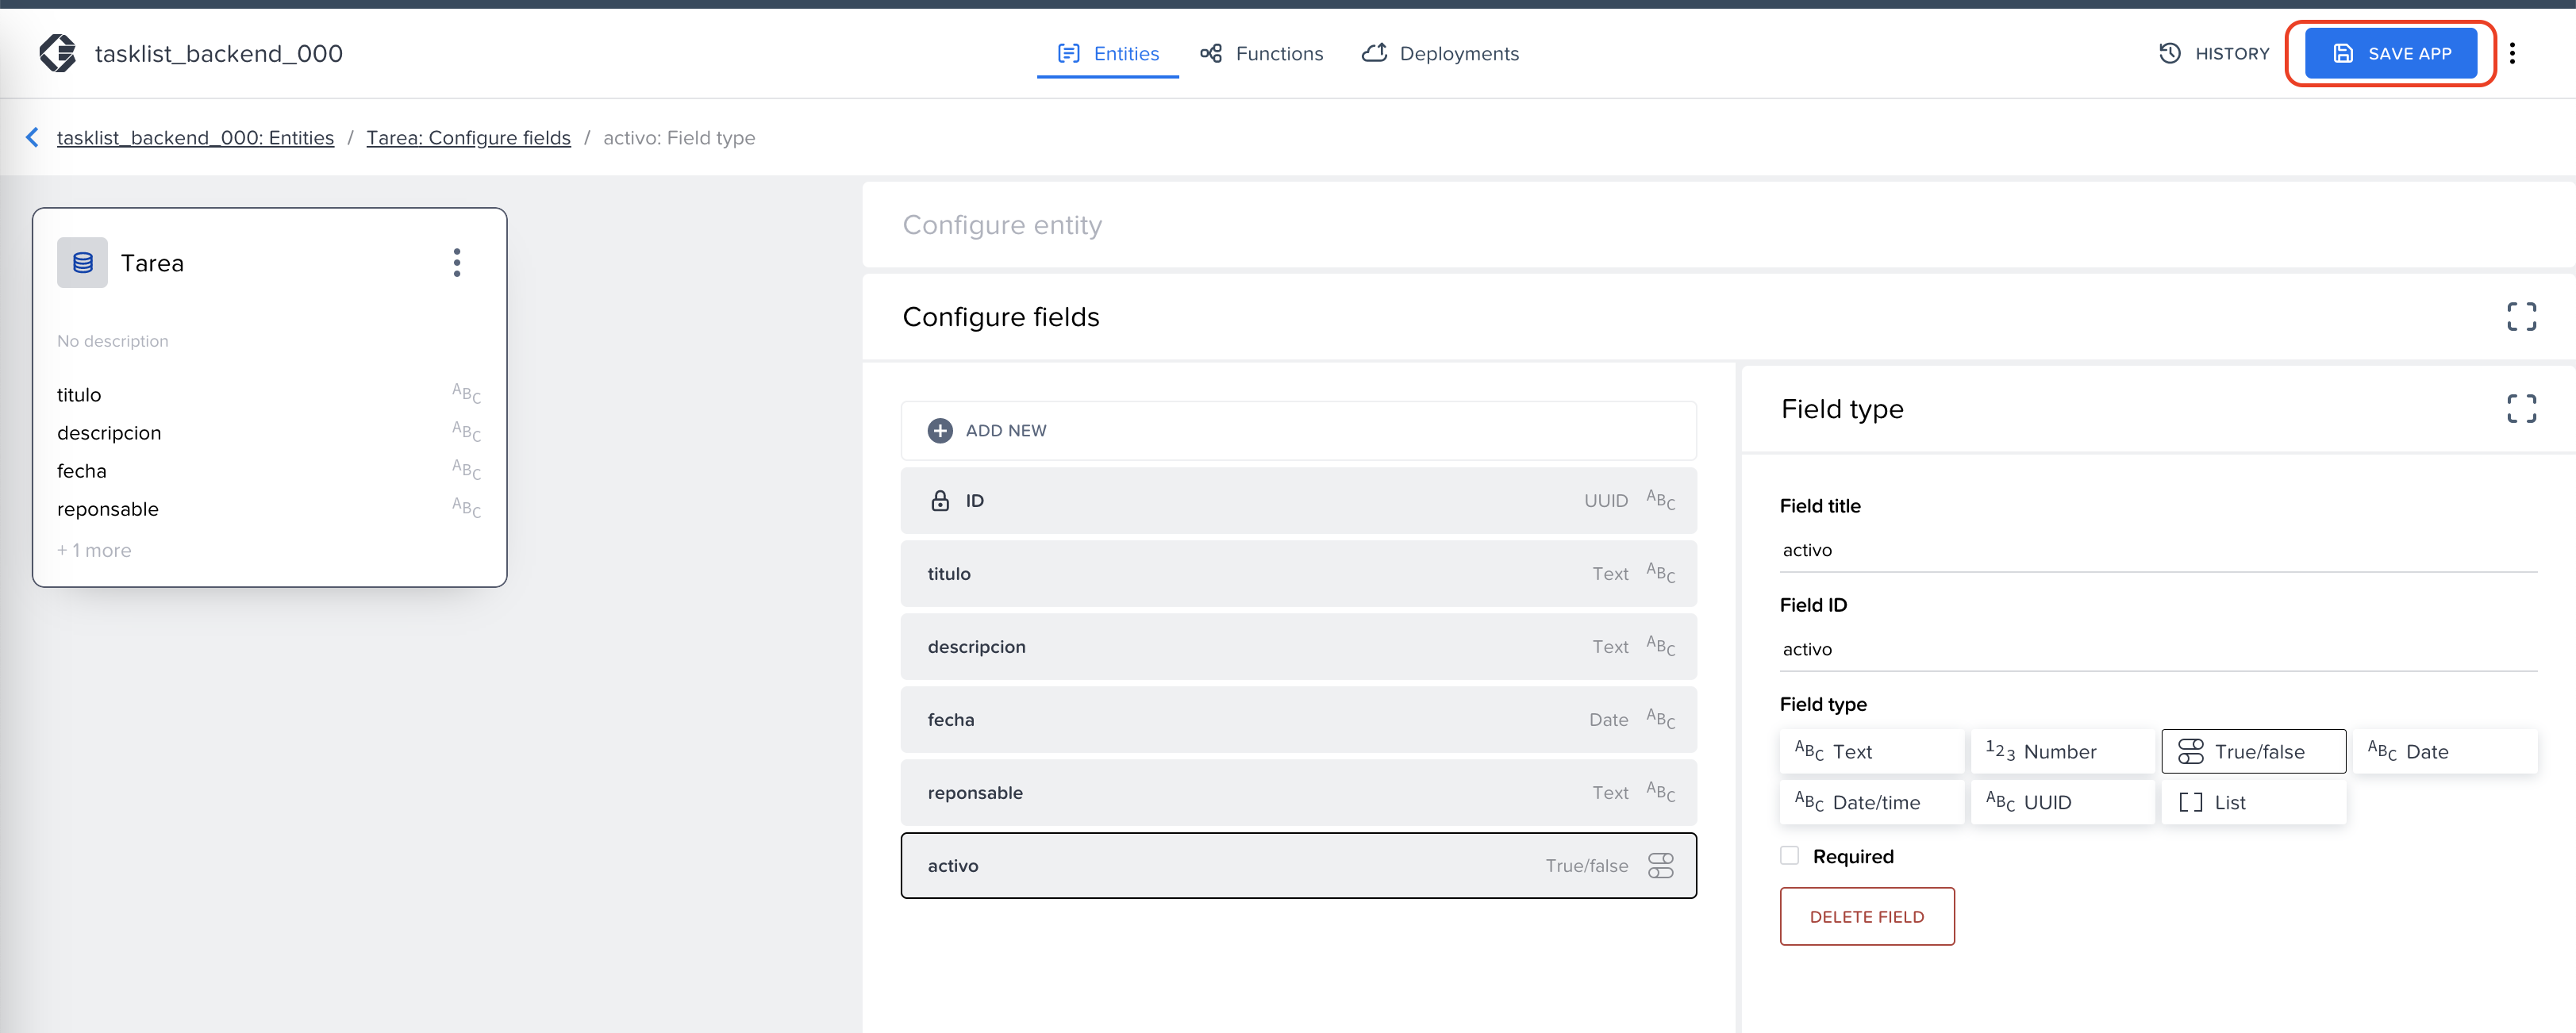 tasklist_backend_000
Entities
Functions
Deployments
HISTORY
SAVE APP
tasklist_backend_000: Entities / Tarea: Configure fields / activo: Field type
Tarea
No description
titulo ABC
descripcion ABC
fecha ABC
reponsable ABC
+ 1 more
Configure entity
Configure fields
ADD NEW
ID UUID ABC
titulo Text ABC
descripcion Text ABC
fecha Date ABC
reponsable Text ABC
activo True/false
Field type
Field title
activo
Field ID
activo
Field type
ABC Text 123 Number True/false ABC Date
ABC Date/time ABC UUID [ ] List
Required
DELETE FIELD